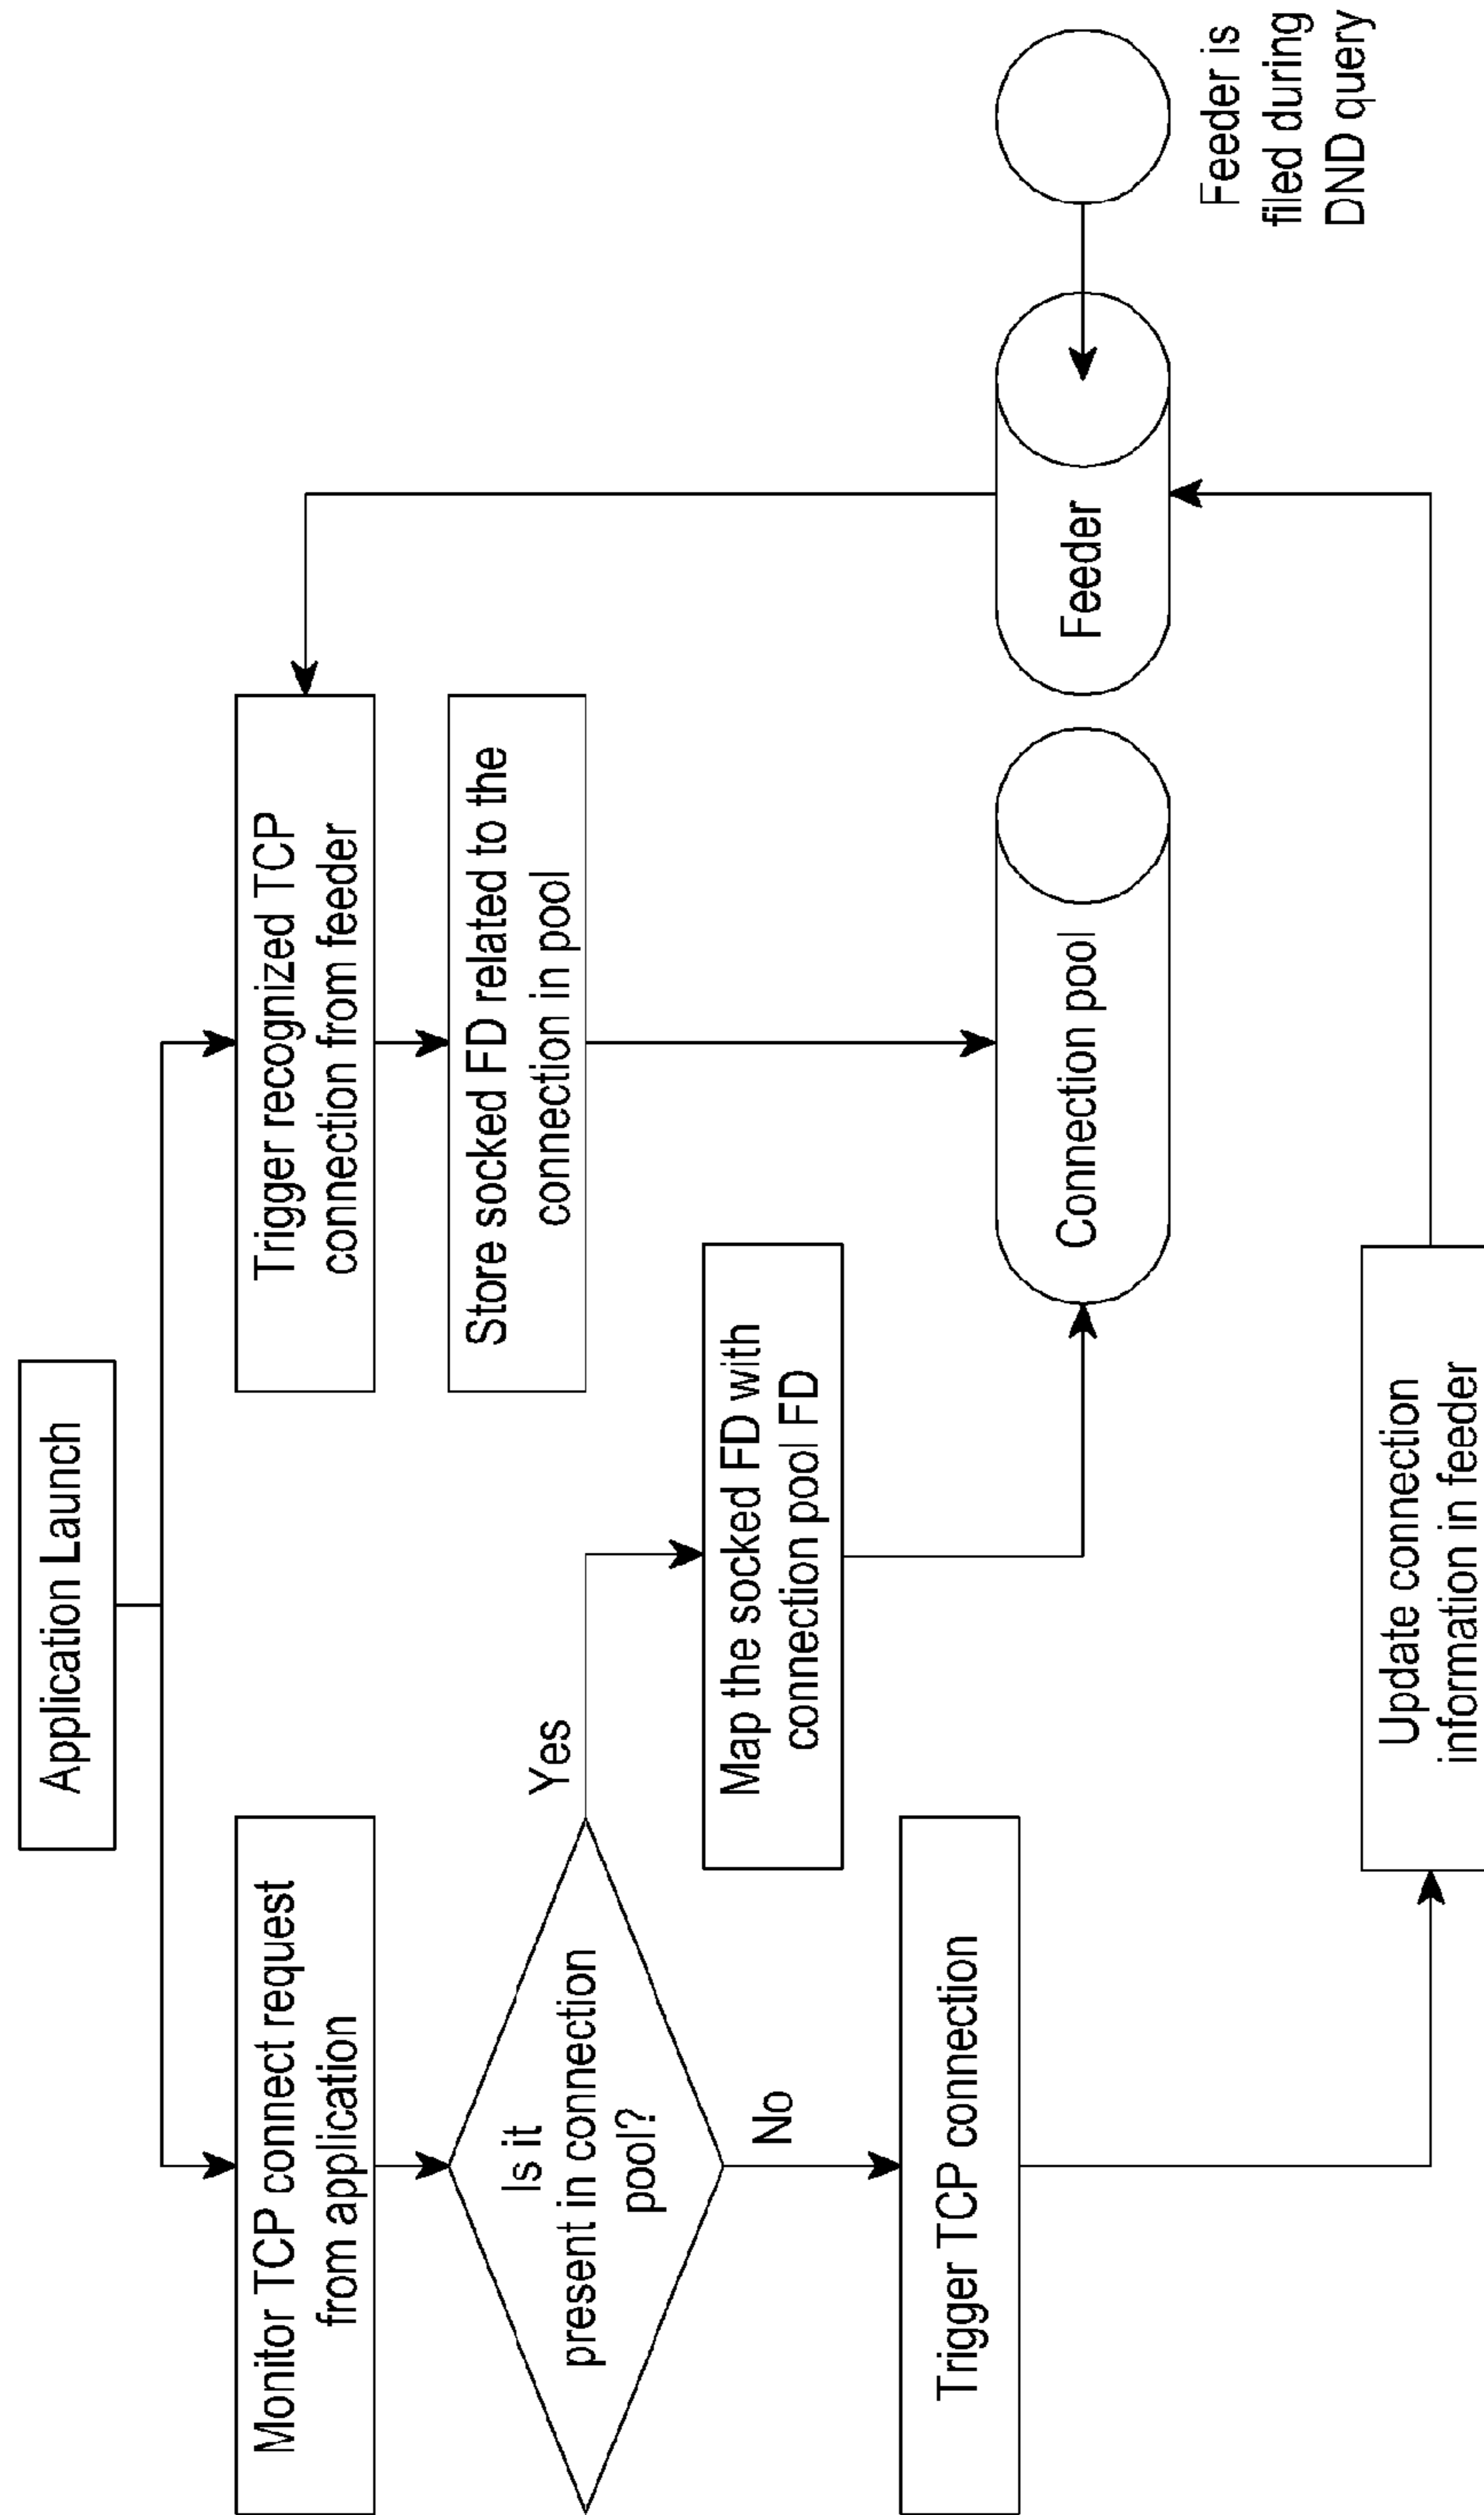 Application Launch
Monitor TCP connect request
from application
Trigger recognized TCP
connection from feeder
Is it
present in connection
pool?
Yes
No
Store socked FD related to the
connection in pool
Map the socked FD with
connection pool FD
Trigger TCP connection
Connection pool
Feeder
Feeder is
filed during
DND query
Update connection
information in feeder